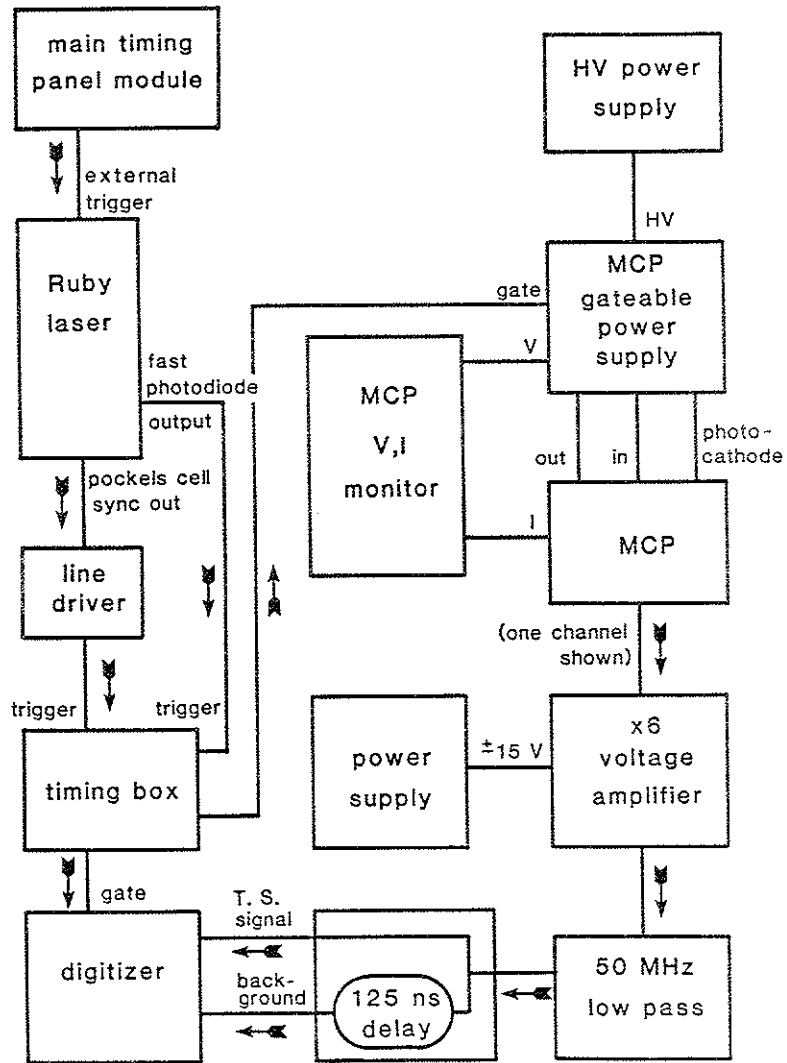 main timing
panel module
external
trigger
Ruby
laser
fast
photodiode
output
pockels cell
sync out
line
driver
trigger
trigger
timing box
gate
digitizer
HV power
supply
HV
MCP
gateable
power
supply
gate
V
MCP
V,I
monitor
I
out
in
photo-
cathode
MCP
(one channel
shown)
x6
voltage
amplifier
±15 V
power
supply
50 MHz
low pass
T. S.
signal
back-
ground
125 ns
delay